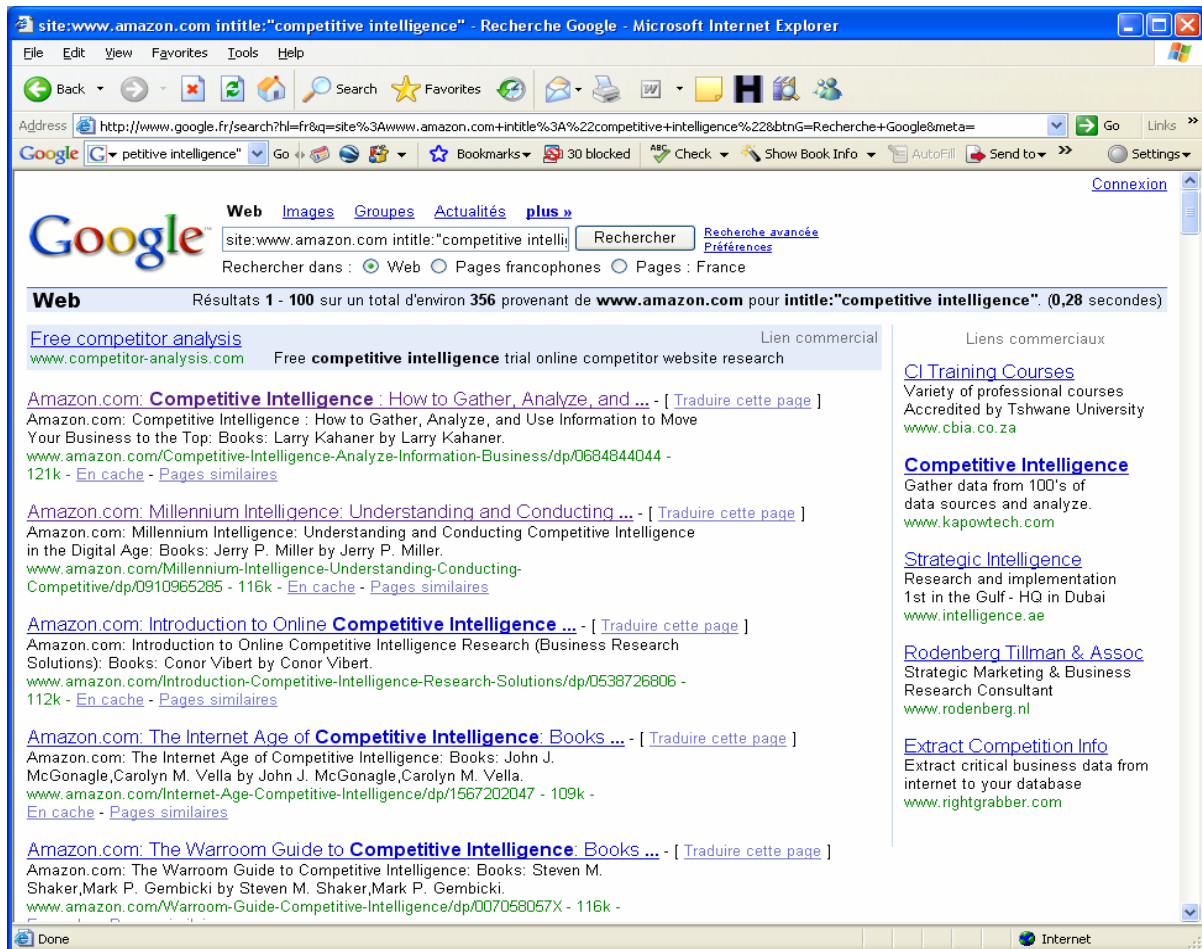 site:www.amazon.com intitle:"competitive intelligence" - Recherche Google - Microsoft Internet Explorer
File Edit View Favorites Tools Help
Back Search Favorites
Address http://www.google.fr/search?hl=fr&q=site%3Awww.amazon.com+intitle%3A%22competitive+intelligence%22&btnG=Recherche+Google&meta= Go Links »
Google G petitive intelligence" Go Bookmarks 30 blocked ABC Check Show Book Info AutoFill Send to » Settings
Connexion
Web Images Groupes Actualités plus »
Google™
site:www.amazon.com intitle:"competitive intelli Rechercher Recherche avancée
Préférences
Rechercher dans : Web Pages francophones Pages : France
Web Résultats 1 - 100 sur un total d'environ 356 provenant de www.amazon.com pour intitle:"competitive intelligence". (0,28 secondes)
Free competitor analysis Lien commercial
www.competitor-analysis.com Free competitive intelligence trial online competitor website research
Amazon.com: Competitive Intelligence : How to Gather, Analyze, and ... - [ Traduire cette page ]
Amazon.com: Competitive Intelligence : How to Gather, Analyze, and Use Information to Move
Your Business to the Top: Books: Larry Kahaner by Larry Kahaner.
www.amazon.com/Competitive-Intelligence-Analyze-Information-Business/dp/0684844044 -
121k - En cache - Pages similaires
Amazon.com: Millennium Intelligence: Understanding and Conducting ... - [ Traduire cette page ]
Amazon.com: Millennium Intelligence: Understanding and Conducting Competitive Intelligence
in the Digital Age: Books: Jerry P. Miller by Jerry P. Miller.
www.amazon.com/Millennium-Intelligence-Understanding-Conducting-
Competitive/dp/0910965285 - 116k - En cache - Pages similaires
Amazon.com: Introduction to Online Competitive Intelligence ... - [ Traduire cette page ]
Amazon.com: Introduction to Online Competitive Intelligence Research (Business Research
Solutions): Books: Conor Vibert by Conor Vibert.
www.amazon.com/Introduction-Competitive-Intelligence-Research-Solutions/dp/0538726806 -
112k - En cache - Pages similaires
Amazon.com: The Internet Age of Competitive Intelligence: Books ... - [ Traduire cette page ]
Amazon.com: The Internet Age of Competitive Intelligence: Books: John J.
McGonagle,Carolyn M. Vella by John J. McGonagle,Carolyn M. Vella.
www.amazon.com/Internet-Age-Competitive-Intelligence/dp/1567202047 - 109k -
En cache - Pages similaires
Amazon.com: The Warroom Guide to Competitive Intelligence: Books ... - [ Traduire cette page ]
Amazon.com: The Warroom Guide to Competitive Intelligence: Books: Steven M.
Shaker,Mark P. Gembicki by Steven M. Shaker,Mark P. Gembicki.
www.amazon.com/Warroom-Guide-Competitive-Intelligence/dp/007058057X - 116k -
Liens commerciaux
CI Training Courses
Variety of professional courses
Accredited by Tshwane University
www.cbia.co.za
Competitive Intelligence
Gather data from 100's of
data sources and analyze.
www.kapowtech.com
Strategic Intelligence
Research and implementation
1st in the Gulf - HQ in Dubai
www.intelligence.ae
Rodenberg Tillman & Assoc
Strategic Marketing & Business
Research Consultant
www.rodenberg.nl
Extract Competition Info
Extract critical business data from
internet to your database
www.rightgrabber.com
Done Internet